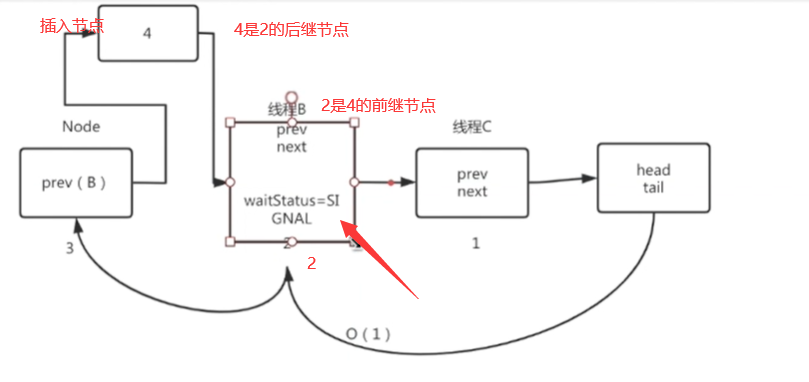 插入节点
4
4是2的后继节点
线程B
2是4的前继节点
Node
线程C
prev
next
prev（B）
waitStatus=SI
GNAL
prev
next
head
tail
3
2
1
O（1）